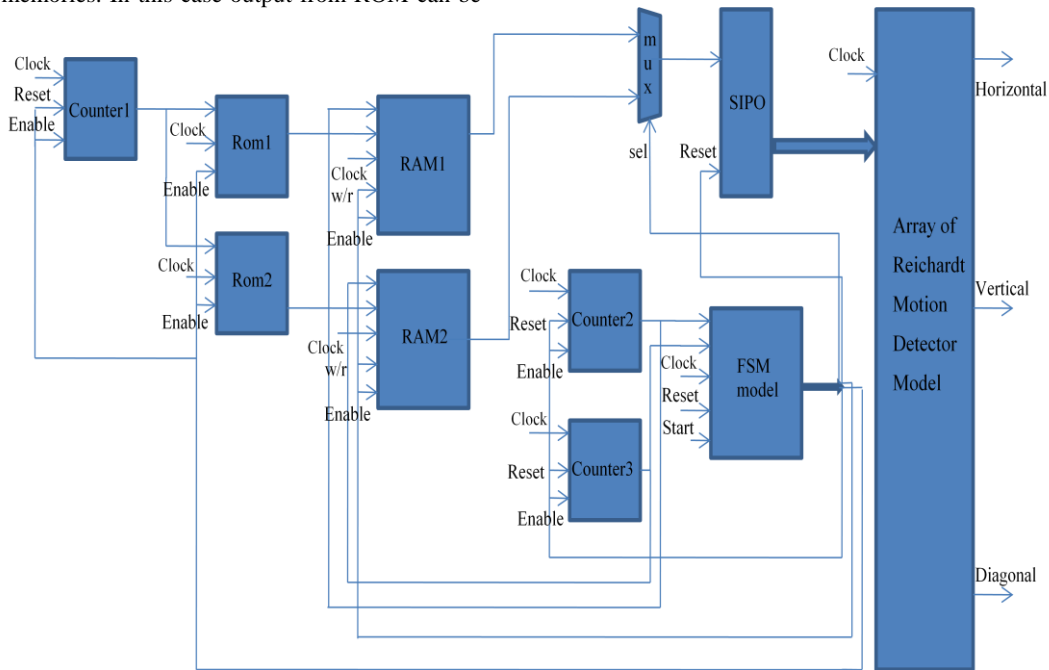 memories. In this case output from ROM can be
Clock
Reset
Enable
Counter1
Clock
Enable
Rom1
Clock
Enable
Rom2
Clock
w/r
Enable
RAM1
Clock
w/r
Enable
RAM2
m
u
x
sel
Reset
SIPO
Clock
Reset
Enable
Counter2
Clock
Reset
Enable
Counter3
Clock
Reset
Start
FSM
model
Clock
Array of
Reichardt
Motion
Detector
Model
Horizontal
Vertical
Diagonal